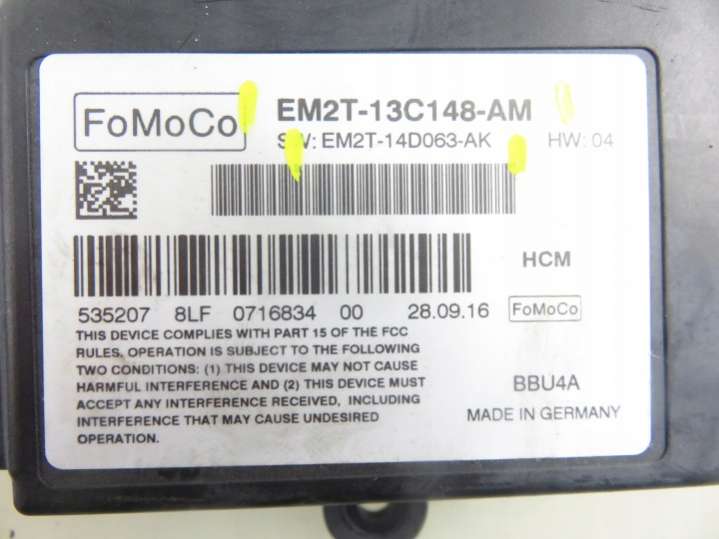 FoMoCo
EM2T-13C148-AM
SW: EM2T-14D063-AK HW: 04
HCM
535207 8LF 0716834 00 28.09.16 FoMoCo
THIS DEVICE COMPLIES WITH PART 15 OF THE FCC
RULES, OPERATION IS SUBJECT TO THE FOLLOWING
TWO CONDITIONS: (1) THIS DEVICE MAY NOT CAUSE
HARMFUL INTERFERENCE AND (2) THIS DEVICE MUST
ACCEPT ANY INTERFERENCE RECEIVED, INCLUDING
INTERFERENCE THAT MAY CAUSE UNDESIRED
OPERATION.
BBU4A
MADE IN GERMANY